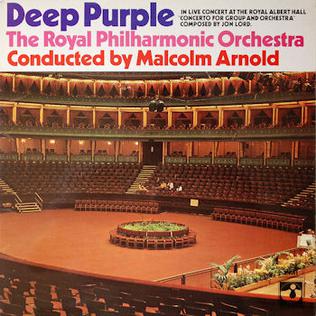 Deep Purple
IN LIVE CONCERT AT THE ROYAL ALBERT HALL
"CONCERTO FOR GROUP AND ORCHESTRA"
COMPOSED BY JON LORD.
The Royal Philharmonic Orchestra
Conducted by Malcolm Arnold